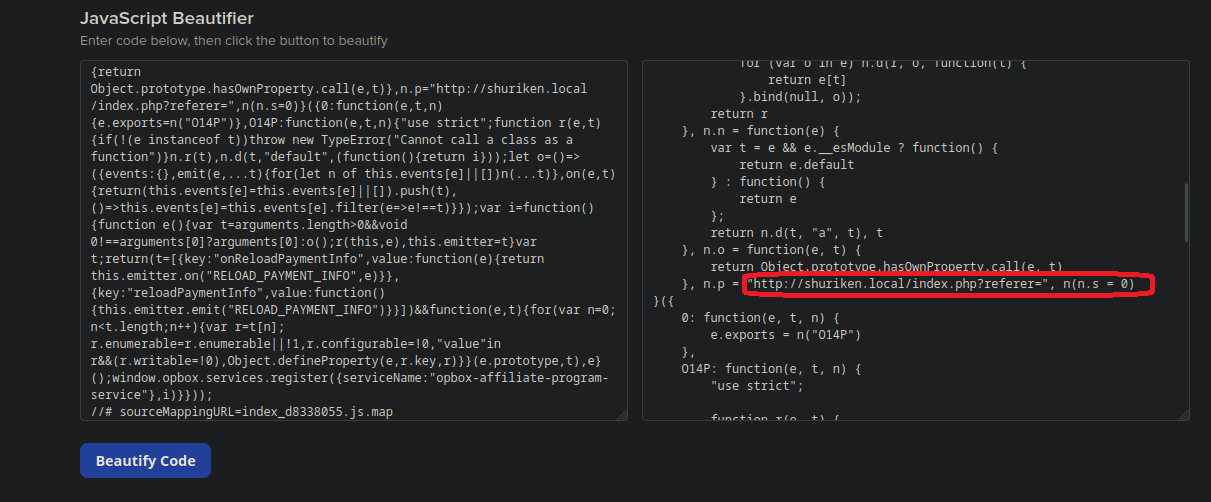 JavaScript Beautifier
Enter code below, then click the button to beautify
{return
Object.prototype.hasOwnProperty.call(e,t)},n.p="http://shuriken.local
/index.php?referer=",n(n.s=0)}({0:function(e,t,n)
{e.exports=n("O14P")},O14P:function(e,t,n){"use strict";function r(e,t)
{if(!(e instanceof t))throw new TypeError("Cannot call a class as a
function")}n.r(t),n.d(t,"default",(function(){return i}));let o=()=>
({events:{},emit(e,...t){for(let n of this.events[e]||[])n(...t)},on(e,t)
{return(this.events[e]=this.events[e]||[]).push(t),
()=>this.events[e]=this.events[e].filter(e=>e!==t)}});var i=function()
{function e(){var t=arguments.length>0&&void
0!==arguments[0]?arguments[0]:o();r(this,e),this.emitter=t}var
t;return(t=[{key:"onReloadPaymentInfo",value:function(e){return
this.emitter.on("RELOAD_PAYMENT_INFO",e)}},
{key:"reloadPaymentInfo",value:function()
{this.emitter.emit("RELOAD_PAYMENT_INFO")}}])&&function(e,t){for(var n=0;
n<t.length;n++){var r=t[n];
r.enumerable=r.enumerable||!1,r.configurable=!0,"value"in
r&&(r.writable=!0),Object.defineProperty(e,r.key,r)}}(e.prototype,t),e}
();window.opbox.services.register({serviceName:"opbox-affiliate-program-
service"},i)}}));
//# sourceMappingURL=index_d8338055.js.map
for (var o in e) n.d(r, o, function(t) {
return e[t]
}.bind(null, o));
return r
}, n.n = function(e) {
var t = e && e.__esModule ? function() {
return e.default
} : function() {
return e
};
return n.d(t, "a", t), t
}, n.o = function(e, t) {
return Object.prototype.hasOwnProperty.call(e, t)
}, n.p = "http://shuriken.local/index.php?referer=", n(n.s = 0)
}({
0: function(e, t, n) {
e.exports = n("O14P")
},
O14P: function(e, t, n) {
"use strict";
function r(e, t) {
Beautify Code